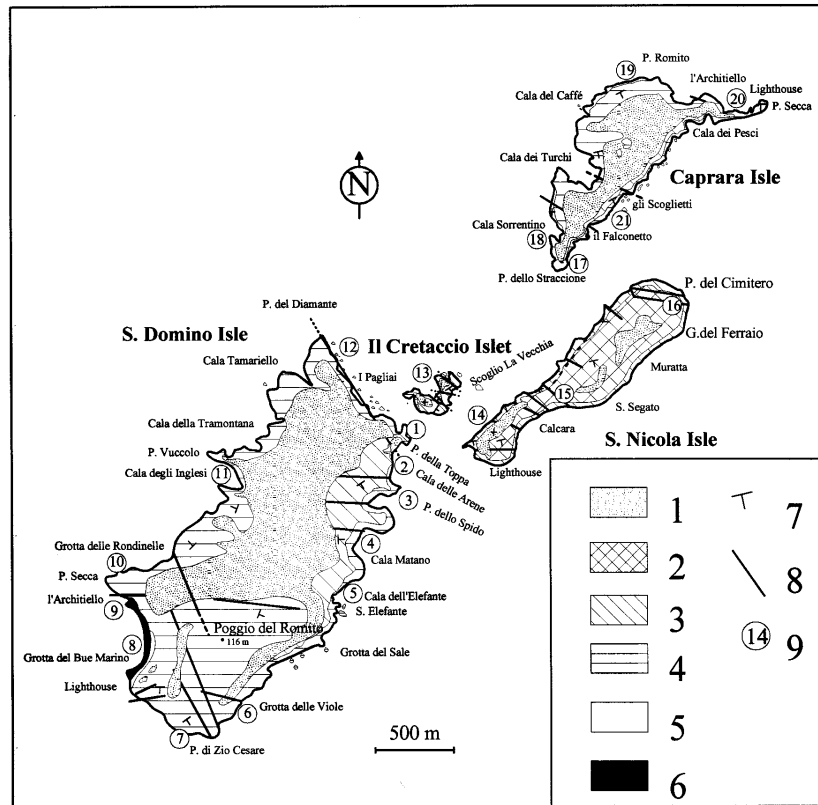 P. Romito
19
l'Architiello
20
Lighthouse
P. Secca
Cala del Caffé
Cala dei Pesci
Cala dei Turchi
Caprara Isle
N
gli Scoglietti
21
Cala Sorrentino
18
il Falconetto
17
P. dello Straccione
P. del Cimitero
16
P. del Diamante
G.del Ferraio
S. Domino Isle
12
Il Cretaccio Islet
Cala Tamariello
I Pagliai
13
Scoglio La Vecchia
Muratta
15
S. Segato
14
Calcara
Cala della Tramontana
1
P. della Toppa
S. Nicola Isle
Lighthouse
P. Vuccolo
2
Cala delle Arene
Cala degli Inglesi
11
3
P. dello Spido
Grotta delle Rondinelle
4
Cala Matano
10
P. Secca
5
Cala dell'Elefante
l'Architiello
9
S. Elefante
Poggio del Romito
116 m
8
Grotta del Bue Marino
Grotta del Sale
Lighthouse
6
Grotta delle Viole
7
P. di Zio Cesare
500 m
1
2
3
4
5
6
7
8
14
9